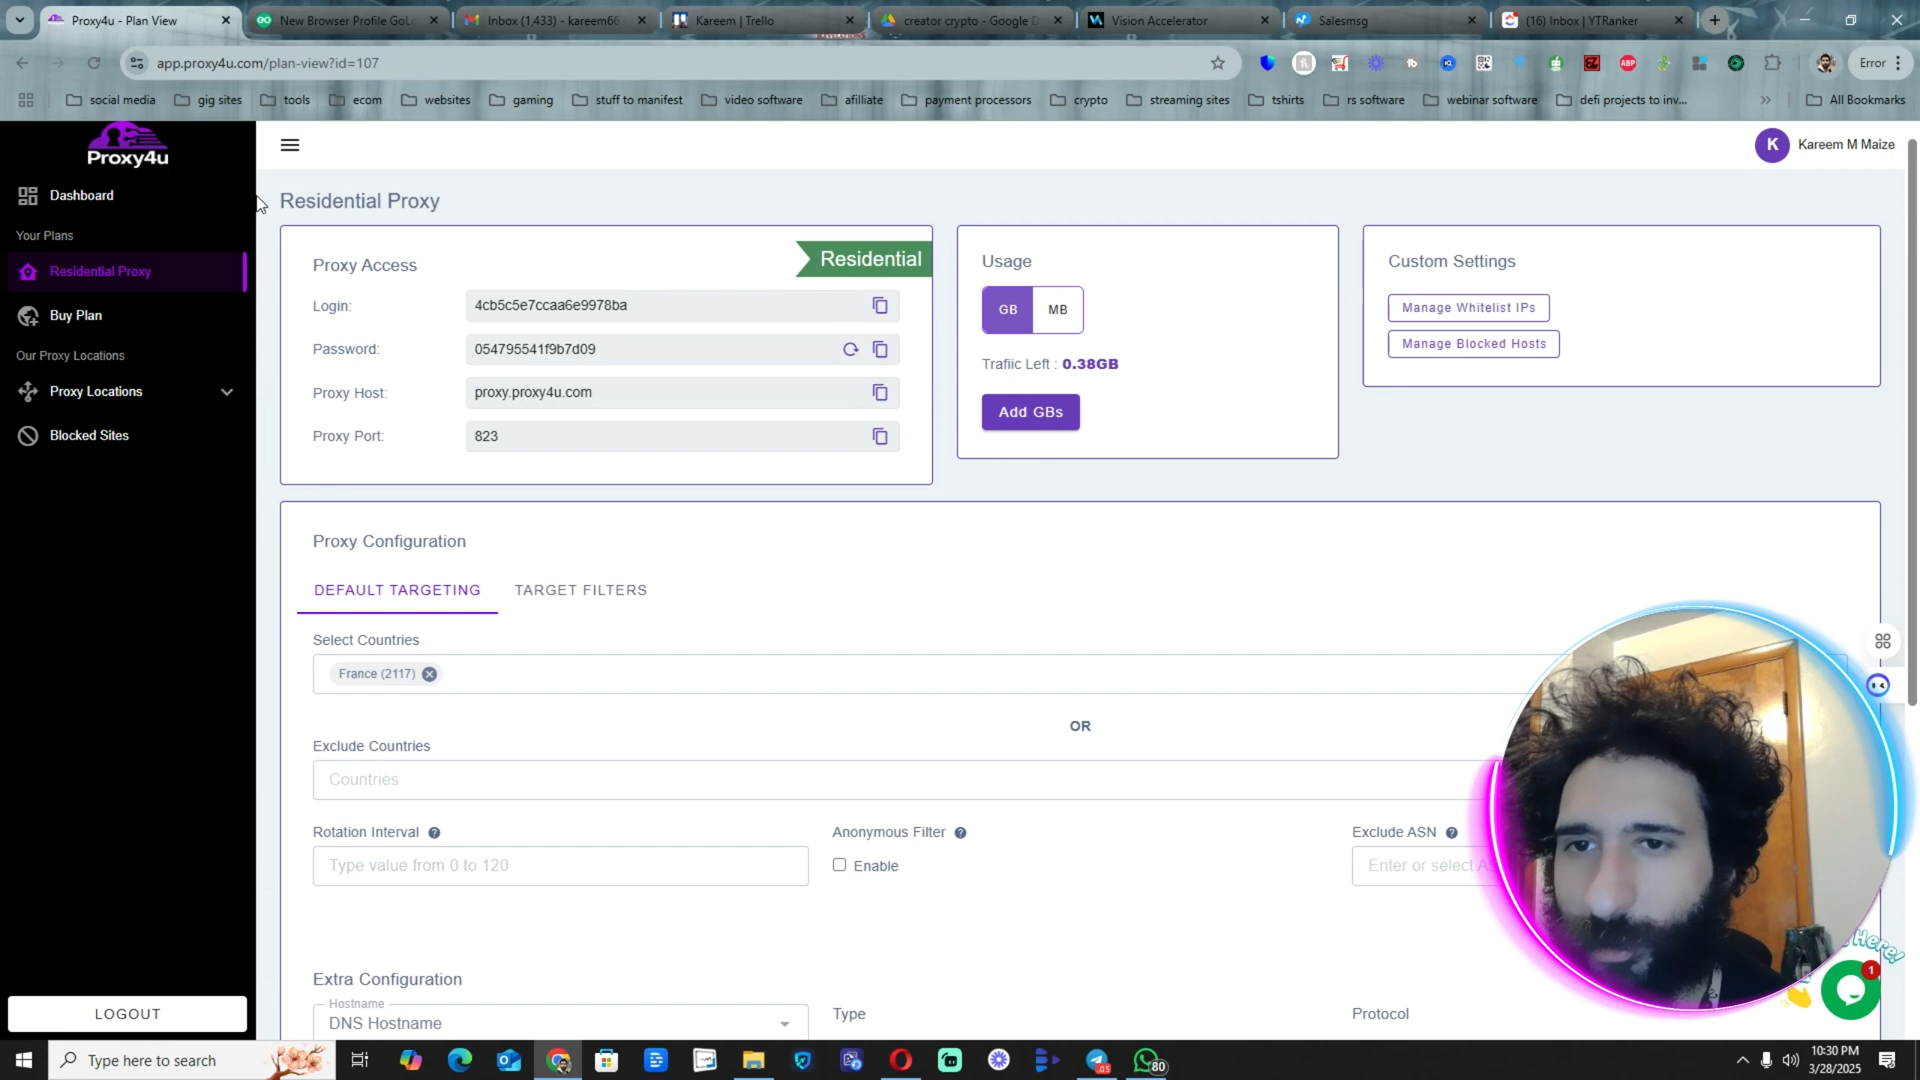 Proxy4u - Plan View
New Browser Profile GoLo
Inbox (1,433) - kareem663
Kareem | Trello
creator crypto - Google D
Vision Accelerator
Salesmsg
(16) Inbox | YTRanker
app.proxy4u.com/plan-view?id=107
Error
social media
gig sites
tools
ecom
websites
gaming
stuff to manifest
video software
afilliate
payment processors
crypto
streaming sites
tshirts
rs software
webinar software
defi projects to inv...
All Bookmarks
Proxy4u
K
Kareem M Maize
Dashboard
Your Plans
Residential Proxy
Buy Plan
Our Proxy Locations
Proxy Locations
Blocked Sites
LOGOUT
Residential Proxy
Proxy Access
Residential
Login:
4cb5c5e7ccaa6e9978ba
Password:
054795541f9b7d09
Proxy Host:
proxy.proxy4u.com
Proxy Port:
823
Usage
GB
MB
Trafiic Left : 0.38GB
Add GBs
Custom Settings
Manage Whitelist IPs
Manage Blocked Hosts
Proxy Configuration
DEFAULT TARGETING
TARGET FILTERS
Select Countries
France (2117)
OR
Exclude Countries
Countries
Rotation Interval
Type value from 0 to 120
Anonymous Filter
Enable
Exclude ASN
Enter or select A
Extra Configuration
Hostname
DNS Hostname
Type
Protocol
Here!
1
Type here to search
80
10:30 PM
3/28/2025